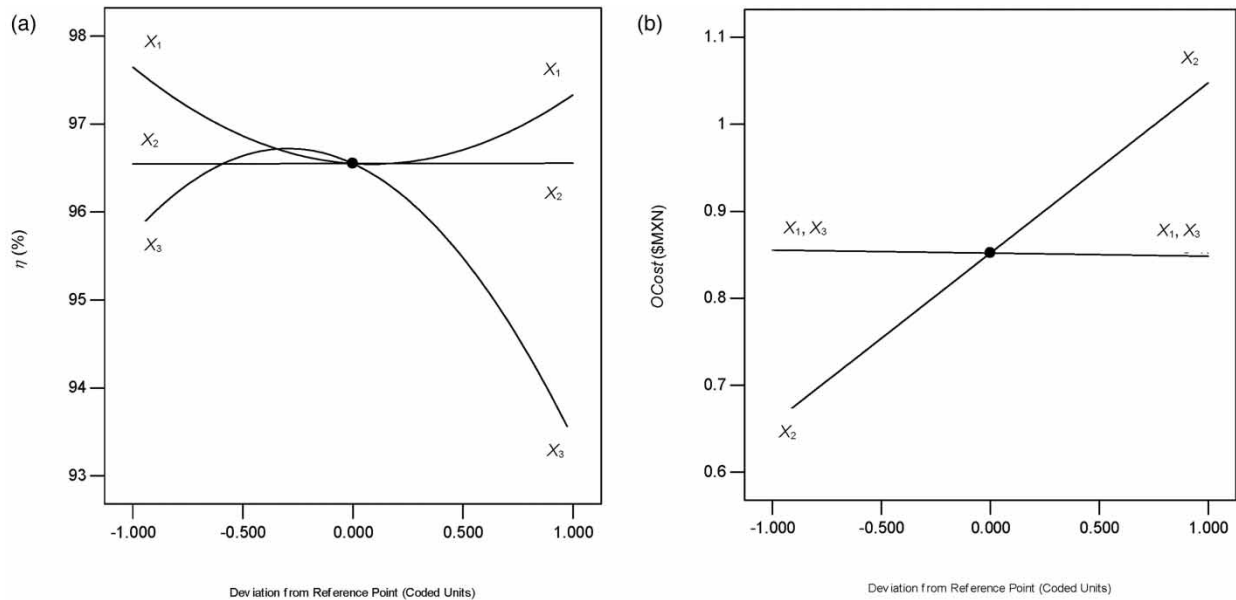 (a)
98
97
96
95
94
93
η (%)
X₁
X₁
X₂
X₂
X₃
X₃
-1.000
-0.500
0.000
0.500
1.000
Deviation from Reference Point (Coded Units)
(b)
1.1
1
0.9
0.8
0.7
0.6
OCost ($MXN)
X₂
X₁, X₃
X₁, X₃
X₂
-1.000
-0.500
0.000
0.500
1.000
Deviation from Reference Point (Coded Units)